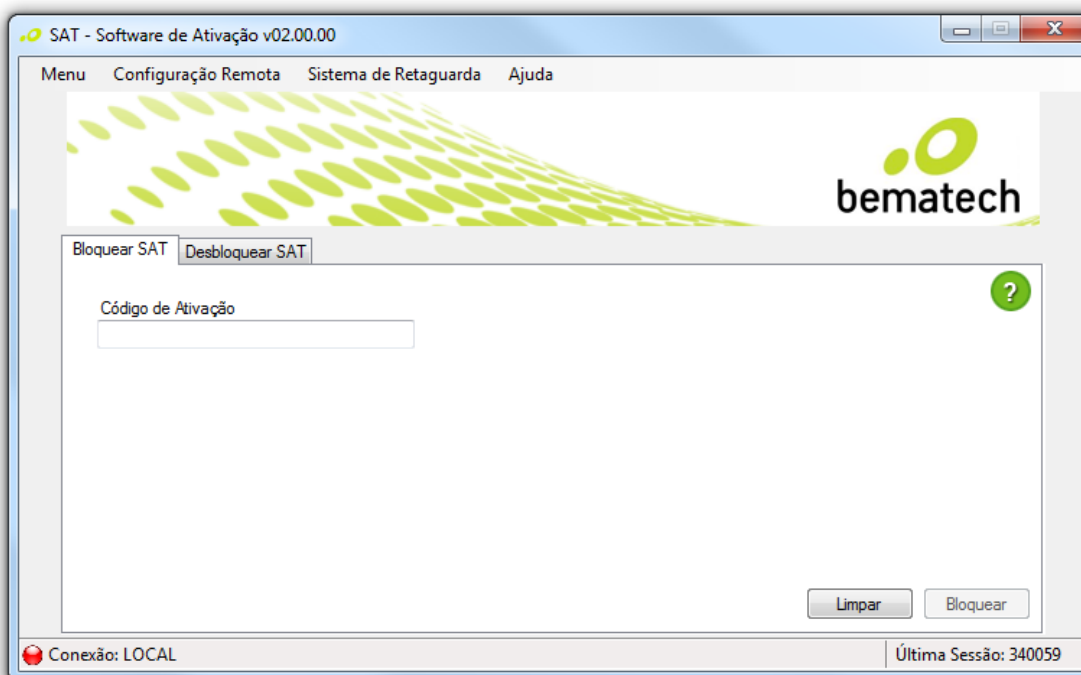 SAT - Software de Ativação v02.00.00
Menu Configuração Remota Sistema de Retaguarda Ajuda
bematech
Bloquear SAT Desbloquear SAT
?
Código de Ativação
Limpar Bloquear
Conexão: LOCAL Última Sessão: 340059